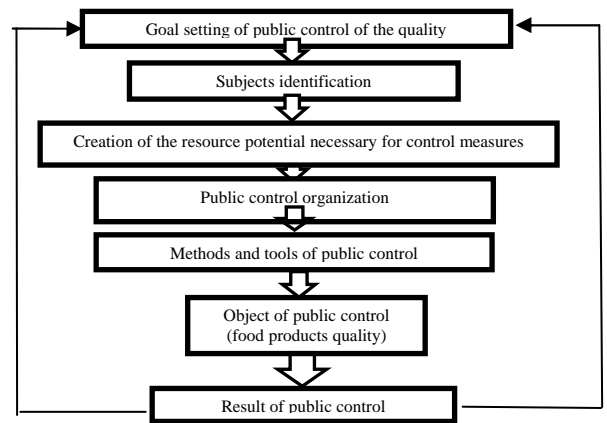 Goal setting of public control of the quality
Subjects identification
Creation of the resource potential necessary for control measures
Public control organization
Methods and tools of public control
Object of public control
(food products quality)
Result of public control